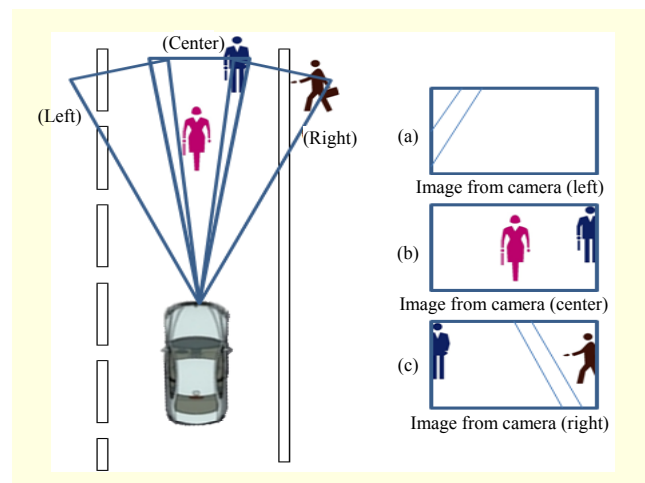 (Center)
(Left)
(Right)
(a)
Image from camera (left)
(b)
Image from camera (center)
(c)
Image from camera (right)